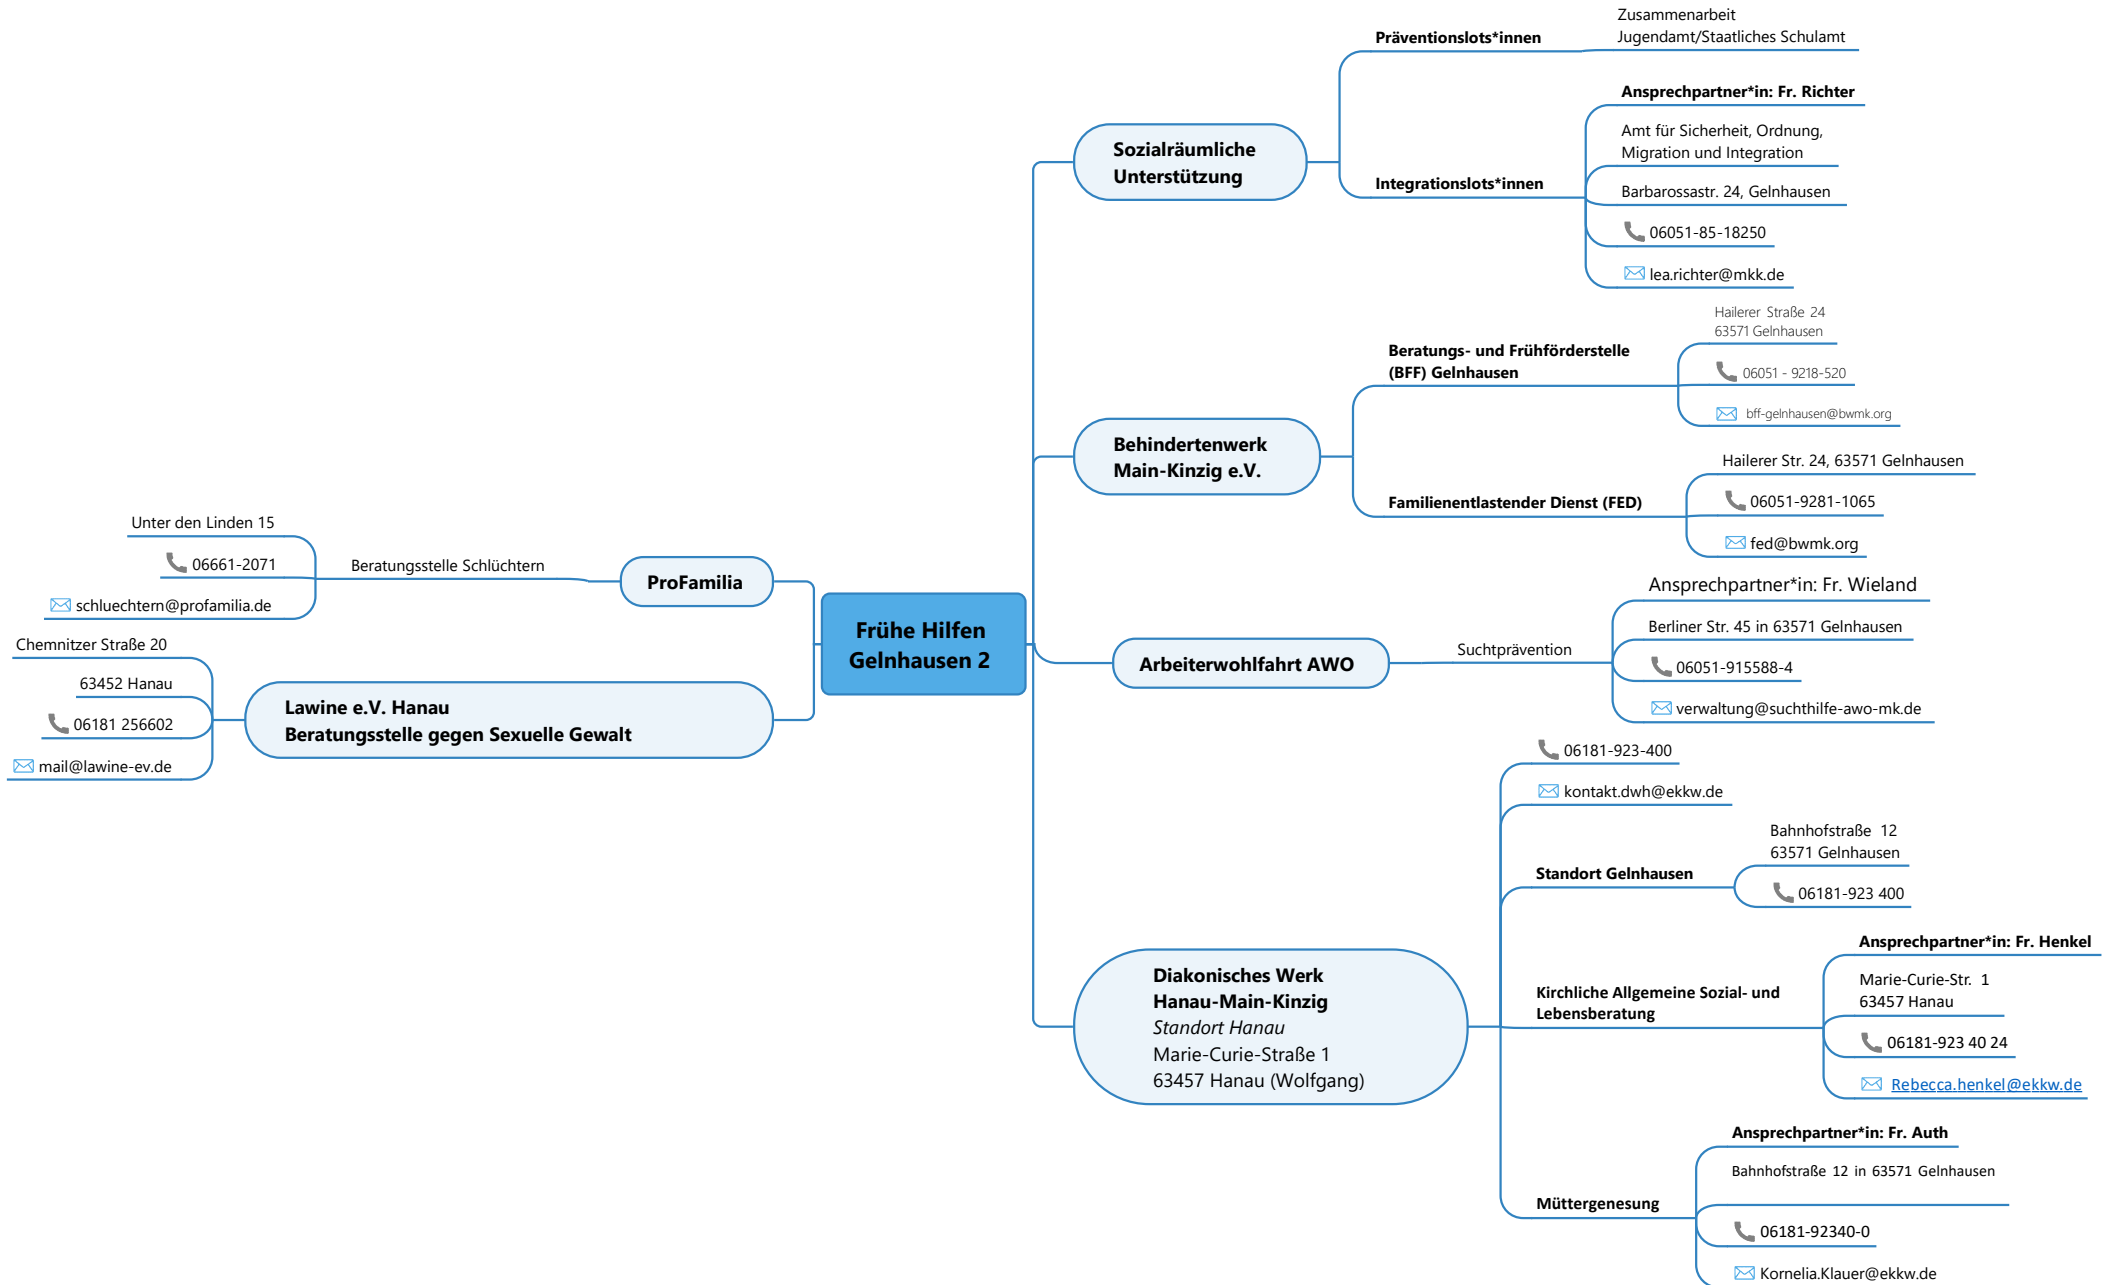 Frühe Hilfen
Gelnhausen 2
Sozialräumliche
Unterstützung
Präventionslots*innen
Zusammenarbeit
Jugendamt/Staatliches Schulamt
Integrationslots*innen
Ansprechpartner*in: Fr. Richter
Amt für Sicherheit, Ordnung,
Migration und Integration
Barbarossastr. 24, Gelnhausen
06051-85-18250
lea.richter@mkk.de
Behindertenwerk
Main-Kinzig e.V.
Beratungs- und Frühförderstelle
(BFF) Gelnhausen
Hailerer Straße 24
63571 Gelnhausen
06051 - 9218-520
bff-gelnhausen@bwmk.org
Familienentlastender Dienst (FED)
Hailerer Str. 24, 63571 Gelnhausen
06051-9281-1065
fed@bwmk.org
Arbeiterwohlfahrt AWO
Suchtprävention
Ansprechpartner*in: Fr. Wieland
Berliner Str. 45 in 63571 Gelnhausen
06051-915588-4
verwaltung@suchthilfe-awo-mk.de
Diakonisches Werk
Hanau-Main-Kinzig
Standort Hanau
Marie-Curie-Straße 1
63457 Hanau (Wolfgang)
06181-923-400
kontakt.dwh@ekkw.de
Standort Gelnhausen
Bahnhofstraße 12
63571 Gelnhausen
06181-923 400
Kirchliche Allgemeine Sozial- und
Lebensberatung
Ansprechpartner*in: Fr. Henkel
Marie-Curie-Str. 1
63457 Hanau
06181-923 40 24
Rebecca.henkel@ekkw.de
Müttergenesung
Ansprechpartner*in: Fr. Auth
Bahnhofstraße 12 in 63571 Gelnhausen
06181-92340-0
Kornelia.Klauer@ekkw.de
ProFamilia
Beratungsstelle Schlüchtern
Unter den Linden 15
06661-2071
schluechtern@profamilia.de
Lawine e.V. Hanau
Beratungsstelle gegen Sexuelle Gewalt
Chemnitzer Straße 20
63452 Hanau
06181 256602
mail@lawine-ev.de